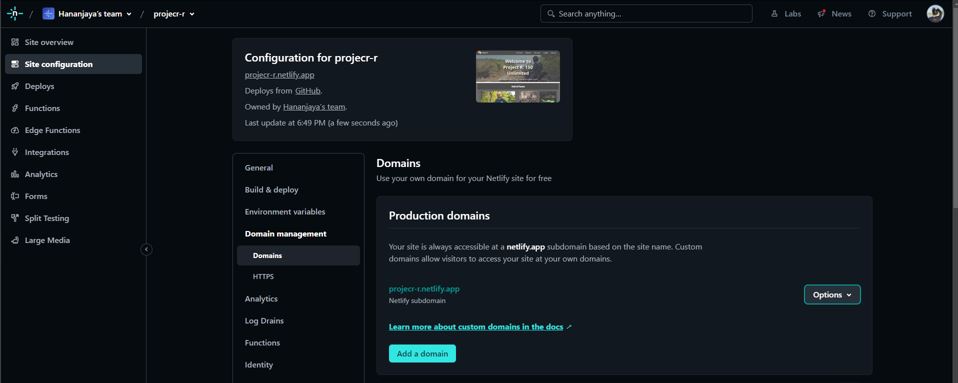 / Hananjaya's team / projecr-r
Search anything...
Labs
News
Support
Site overview
Site configuration
Deploys
Functions
Edge Functions
Integrations
Analytics
Forms
Split Testing
Large Media
Configuration for projecr-r
projecr-r.netlify.app
Deploys from GitHub.
Owned by Hananjaya's team.
Last update at 6:49 PM (a few seconds ago)
Welcome to
Project R: 150
Unlimited
General
Build & deploy
Environment variables
Domain management
Domains
HTTPS
Analytics
Log Drains
Functions
Identity
Domains
Use your own domain for your Netlify site for free
Production domains
Your site is always accessible at a netlify.app subdomain based on the site name. Custom
domains allow visitors to access your site at your own domains.
projecr-r.netlify.app
Netlify subdomain
Options
Learn more about custom domains in the docs
Add a domain